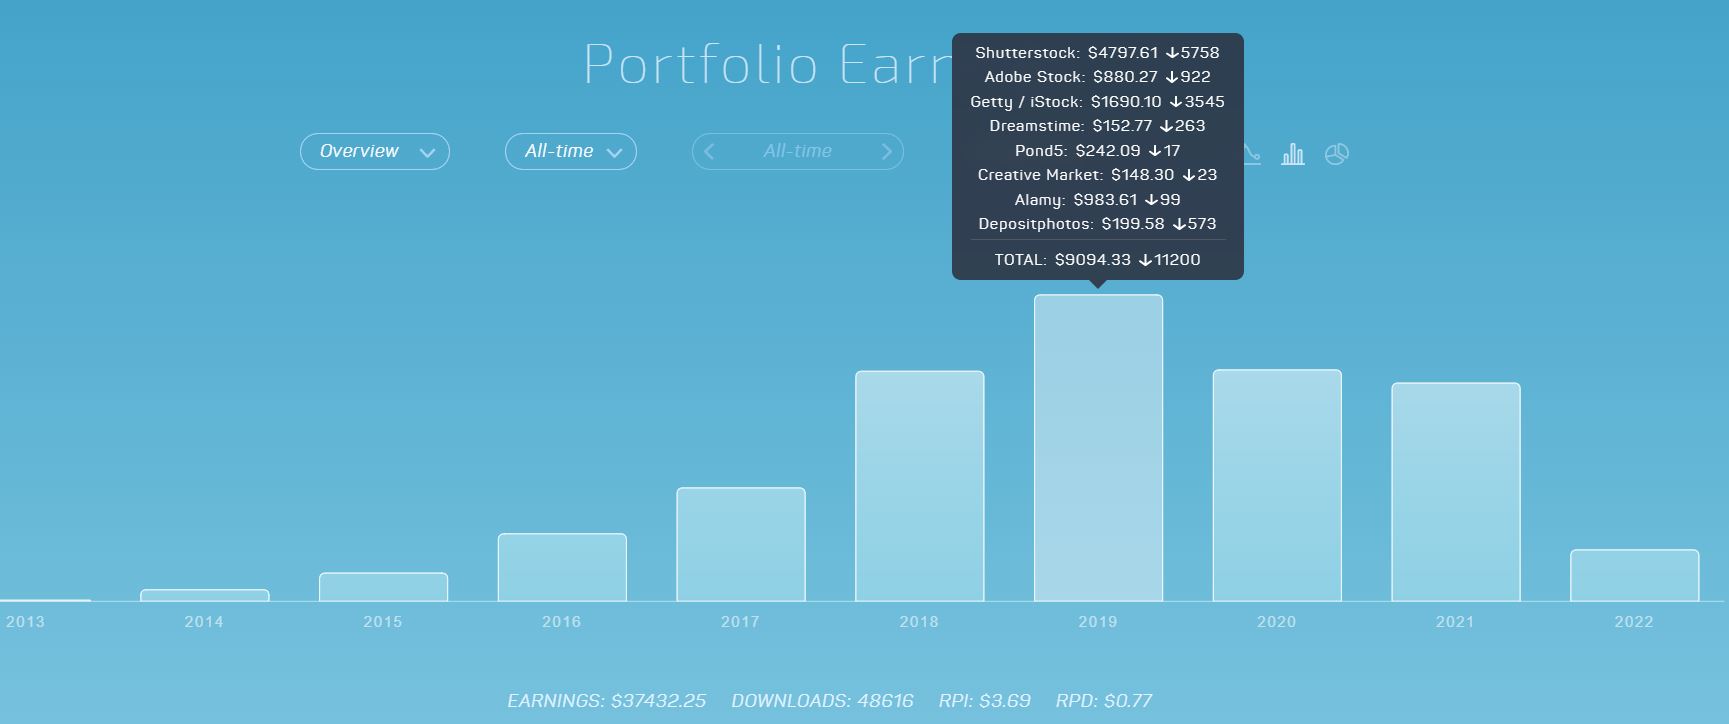 Portfolio Earn
Shutterstock: $4797.61 ↓5758
Adobe Stock: $880.27 ↓922
Getty / iStock: $1690.10 ↓3545
Dreamstime: $152.77 ↓263
Pond5: $242.09 ↓17
Creative Market: $148.30 ↓23
Alamy: $983.61 ↓99
Depositphotos: $199.58 ↓573
TOTAL: $9094.33 ↓11200
Overview
All-time
All-time
2013 2014 2015 2016 2017 2018 2019 2020 2021 2022
EARNINGS: $37432.25 DOWNLOADS: 48616 RPI: $3.69 RPD: $0.77